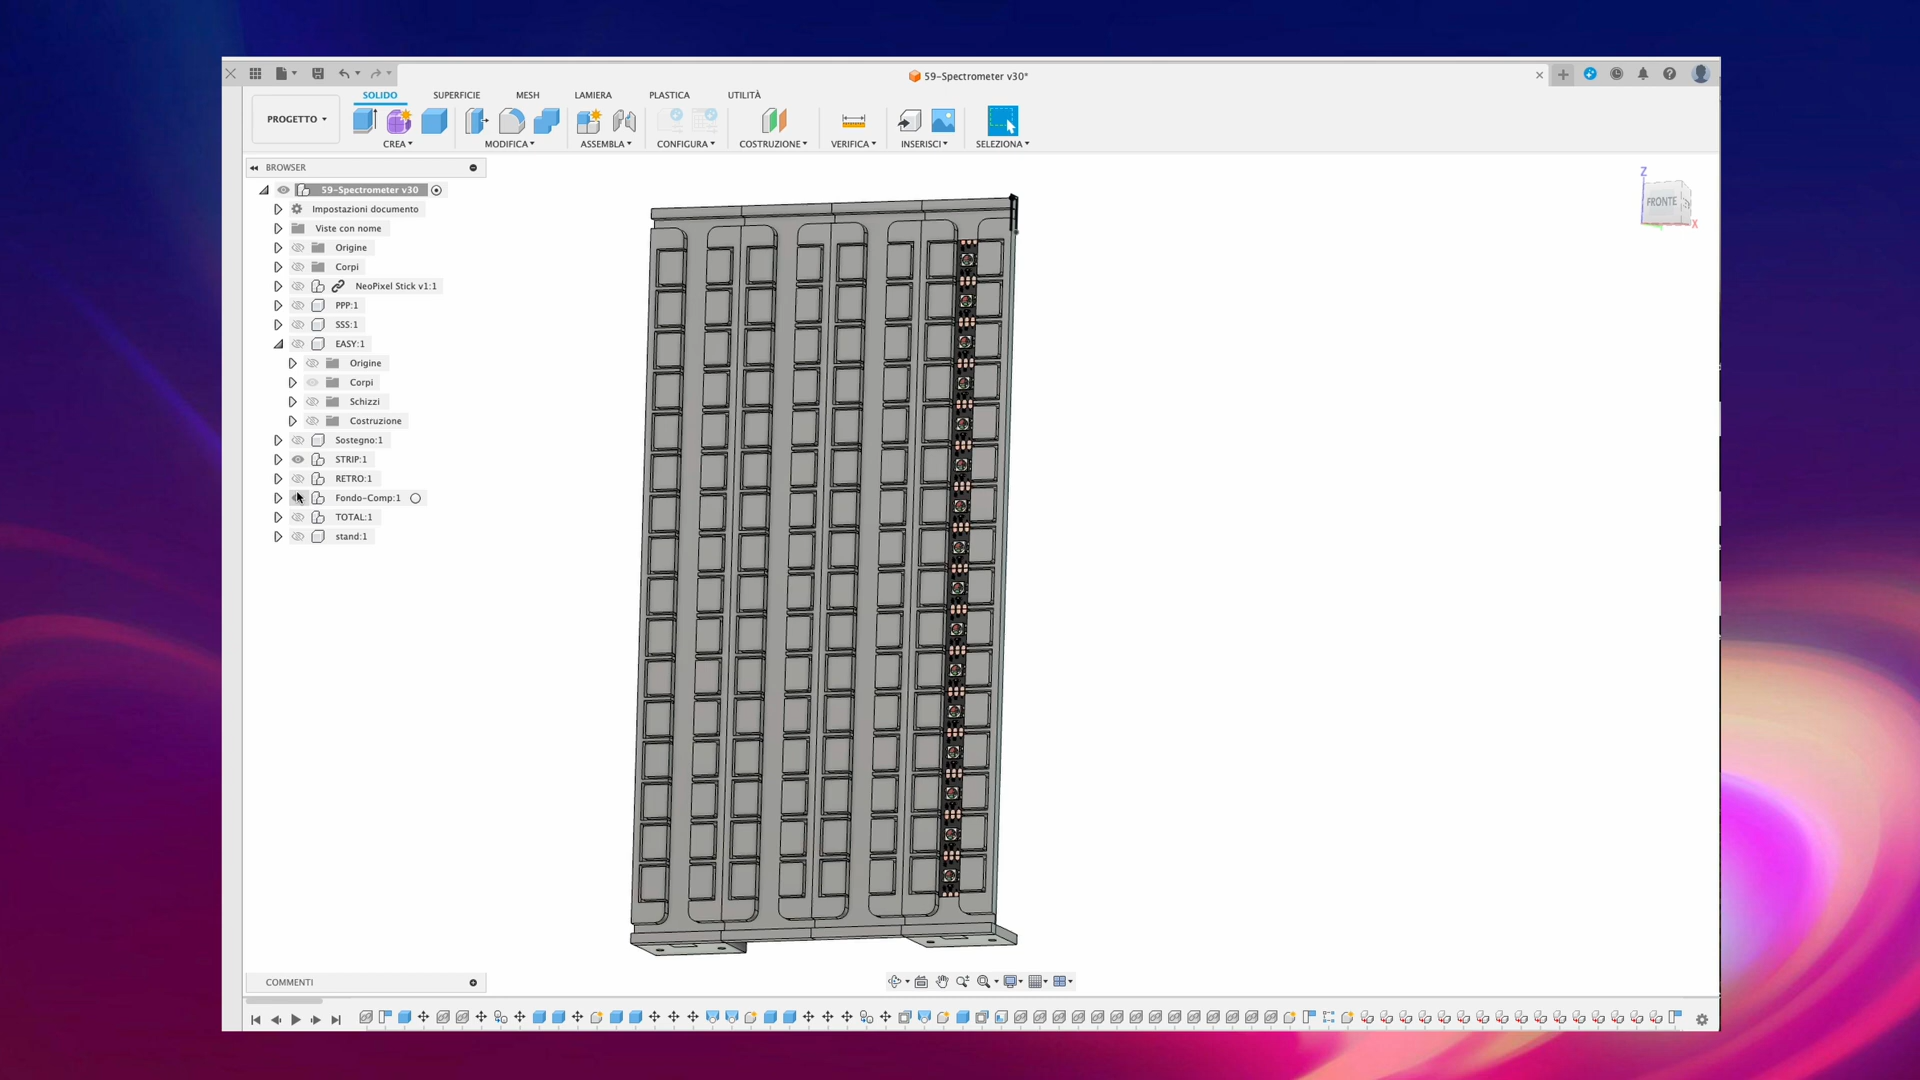 59-Spectrometer v30*
SOLIDO SUPERFICIE MESH LAMIERA PLASTICA UTILITÀ
PROGETTO
CREA MODIFICA ASSEMBLA CONFIGURA COSTRUZIONE VERIFICA INSERISCI SELEZIONA
BROWSER
59-Spectrometer v30
Impostazioni documento
Viste con nome
Origine
Corpi
NeoPixel Stick v1:1
PPP:1
SSS:1
EASY:1
Origine
Corpi
Schizzi
Costruzione
Sostegno:1
STRIP:1
RETRO:1
Fondo-Comp:1
TOTAL:1
stand:1
Z
FRONTE
X
COMMENTI